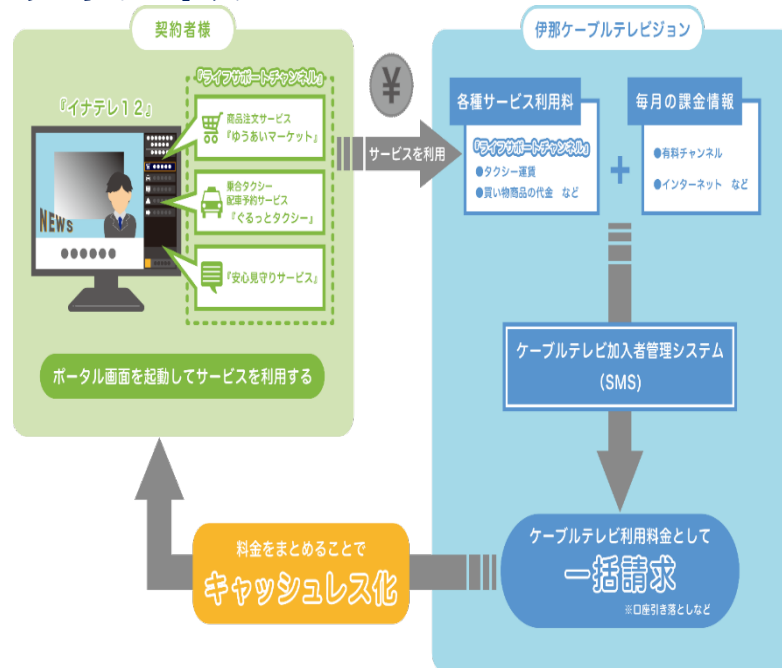 契約者様
『イナテレ12』
NEWs
『ライフサポートチャンネル』
商品注文サービス
『ゆうあいマーケット』
乗合タクシー
配車予約サービス
『ぐるっとタクシー』
『安心見守りサービス』
ポータル画面を起動してサービスを利用する
¥
サービスを利用
伊那ケーブルテレビジョン
各種サービス利用料
『ライフサポートチャンネル』
●タクシー運賃
●買い物商品の代金 など
+
毎月の課金情報
●有料チャンネル
●インターネット など
ケーブルテレビ加入者管理システム
(SMS)
ケーブルテレビ利用料金として
一括請求
※口座引き落としなど
料金をまとめることで
キャッシュレス化